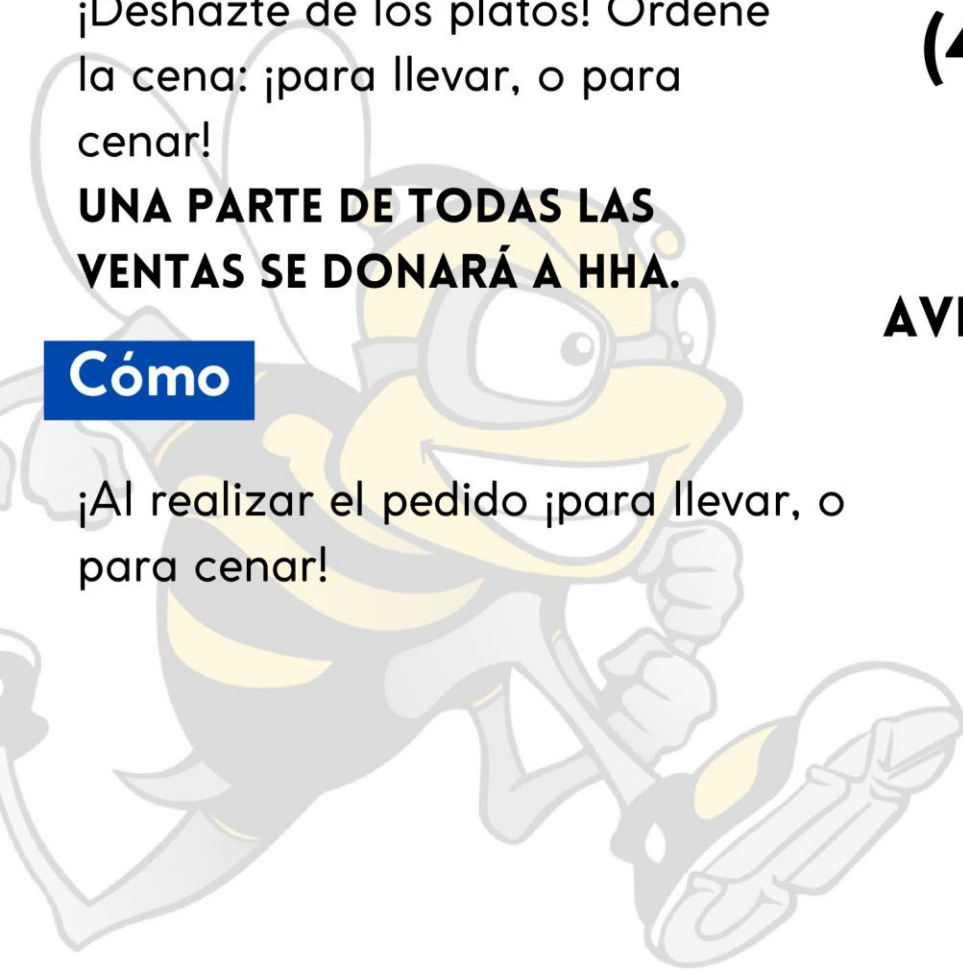 ¡Deshazte de los platos! Ordene
la cena: ¡para llevar, o para
cenar!
UNA PARTE DE TODAS LAS
VENTAS SE DONARÁ A HHA.
Cómo
¡Al realizar el pedido ¡para llevar, o
para cenar!